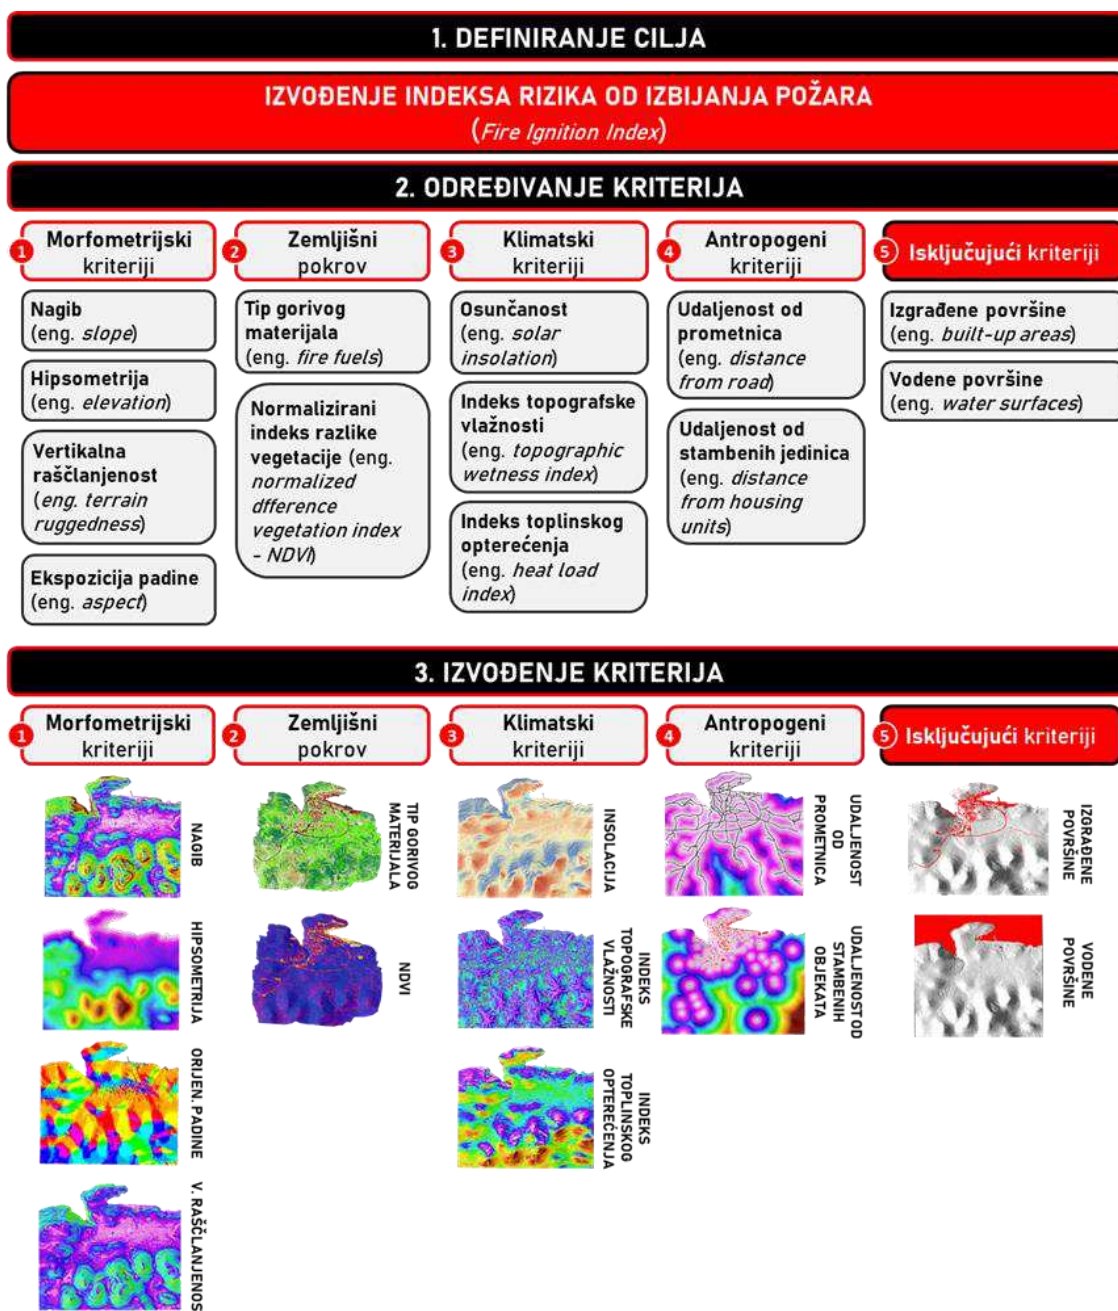 1. DEFINIRANJE CILJA
IZVOĐENJE INDEKSA RIZIKA OD IZBIJANJA POŽARA
(Fire Ignition Index)
2. ODREĐIVANJE KRITERIJA
1 Morfometrijski
kriteriji
Nagib
(eng. slope)
Hipsometrija
(eng. elevation)
Vertikalna
raščlanjenost
(eng. terrain
ruggedness)
Ekspozicija padine
(eng. aspect)
2 Zemljišni
pokrov
Tip gorivog
materijala
(eng. fire fuels)
Normalizirani
indeks razlike
vegetacije (eng.
normalized
dfference
vegetation index
- NDVI)
3 Klimatski
kriteriji
Osunčanost
(eng. solar
insolation)
Indeks topografske
vlažnosti
(eng. topographic
wetness index)
Indeks toplinskog
opterećenja
(eng. heat load
index)
4 Antropogeni
kriteriji
Udaljenost od
prometnica
(eng. distance
from road)
Udaljenost od
stambenih jedinica
(eng. distance
from housing
units)
5 Isključujući kriteriji
Izgrađene površine
(eng. built-up areas)
Vodene površine
(eng. water surfaces)
3. IZVOĐENJE KRITERIJA
1 Morfometrijski
kriteriji
NAGIB
HIPSOMETRIJA
ORIJEN. PADINE
V. RAŠČLANJENOS
2 Zemljišni
pokrov
TIP GORIVOG
MATERIJALA
NDVI
3 Klimatski
kriteriji
INSOLACIJA
INDEKS
TOPOGRAFSKE
VLAŽNOSTI
INDEKS
TOPLINSKOG
OPTEREĆENJA
4 Antropogeni
kriteriji
UDALJENOST
OD
PROMETNICA
UDALJENOST OD
STAMBENIH
OBJEKATA
5 Isključujući kriteriji
IZGRAĐENE
POVRŠINE
VODENE
POVRŠINE